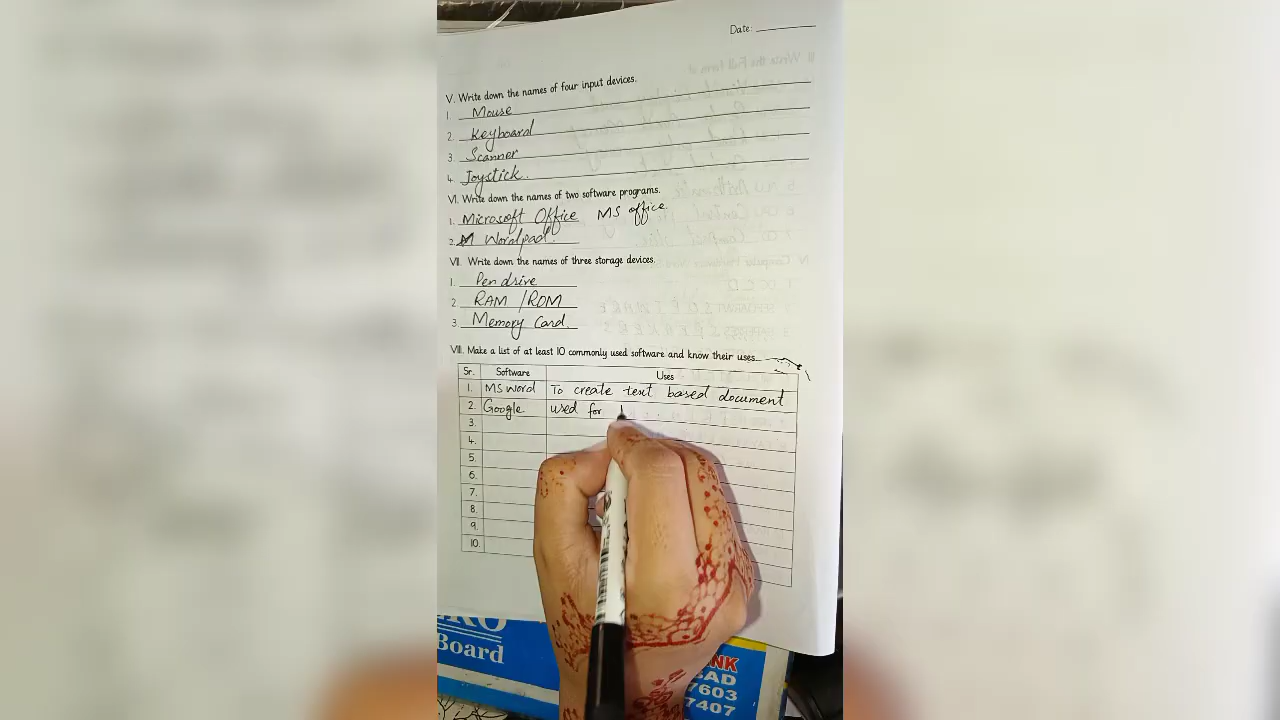 Date:
V. Write down the names of four input devices.
1. Mouse
2. Keyboard
3. Scanner
4. Joystick.
VI. Write down the names of two software programs.
1. Microsoft Office MS office.
2. Wordpad.
VII. Write down the names of three storage devices.
1. Pen drive
2. RAM / ROM
3. Memory Card.
VIII. Make a list of at least 10 commonly used software and know their uses.
Sr. Software Uses
1. MS word To create text based document
2. Google used for
3.
4.
5.
6.
7.
8.
9.
10.
Board
NK
BAD
7603
7407